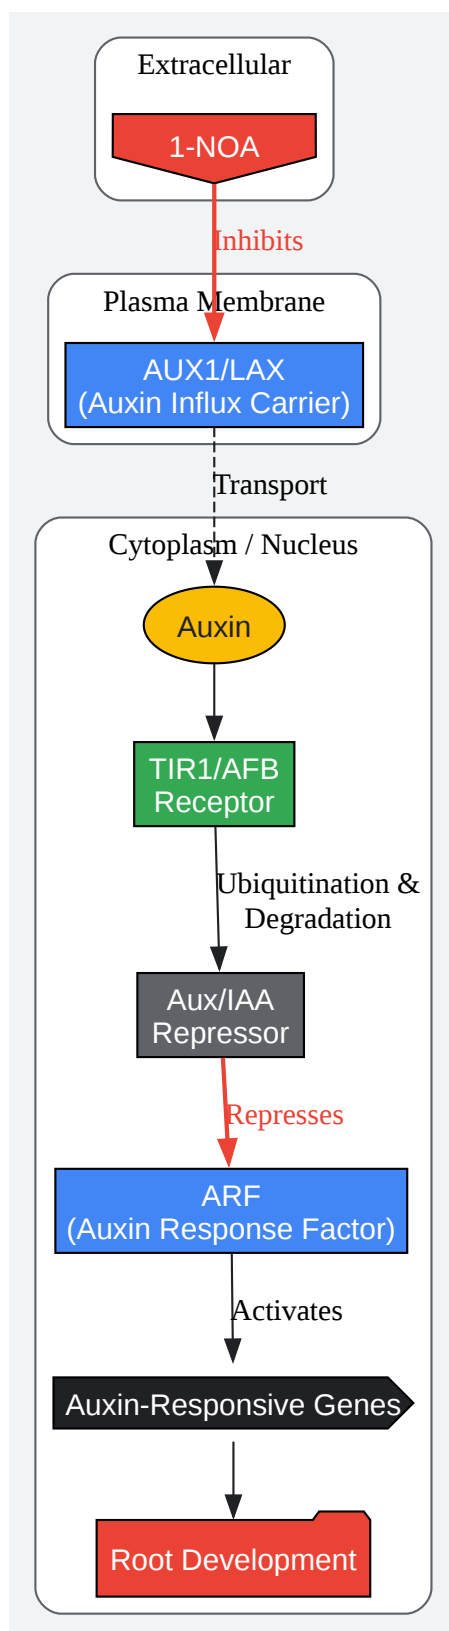 Extracellular
1-NOA
Inhibits
Plasma Membrane
AUX1/LAX
(Auxin Influx Carrier)
Transport
Cytoplasm / Nucleus
Auxin
TIR1/AFB
Receptor
Ubiquitination &
Degradation
Aux/IAA
Repressor
Represses
ARF
(Auxin Response Factor)
Activates
Auxin-Responsive Genes
Root Development